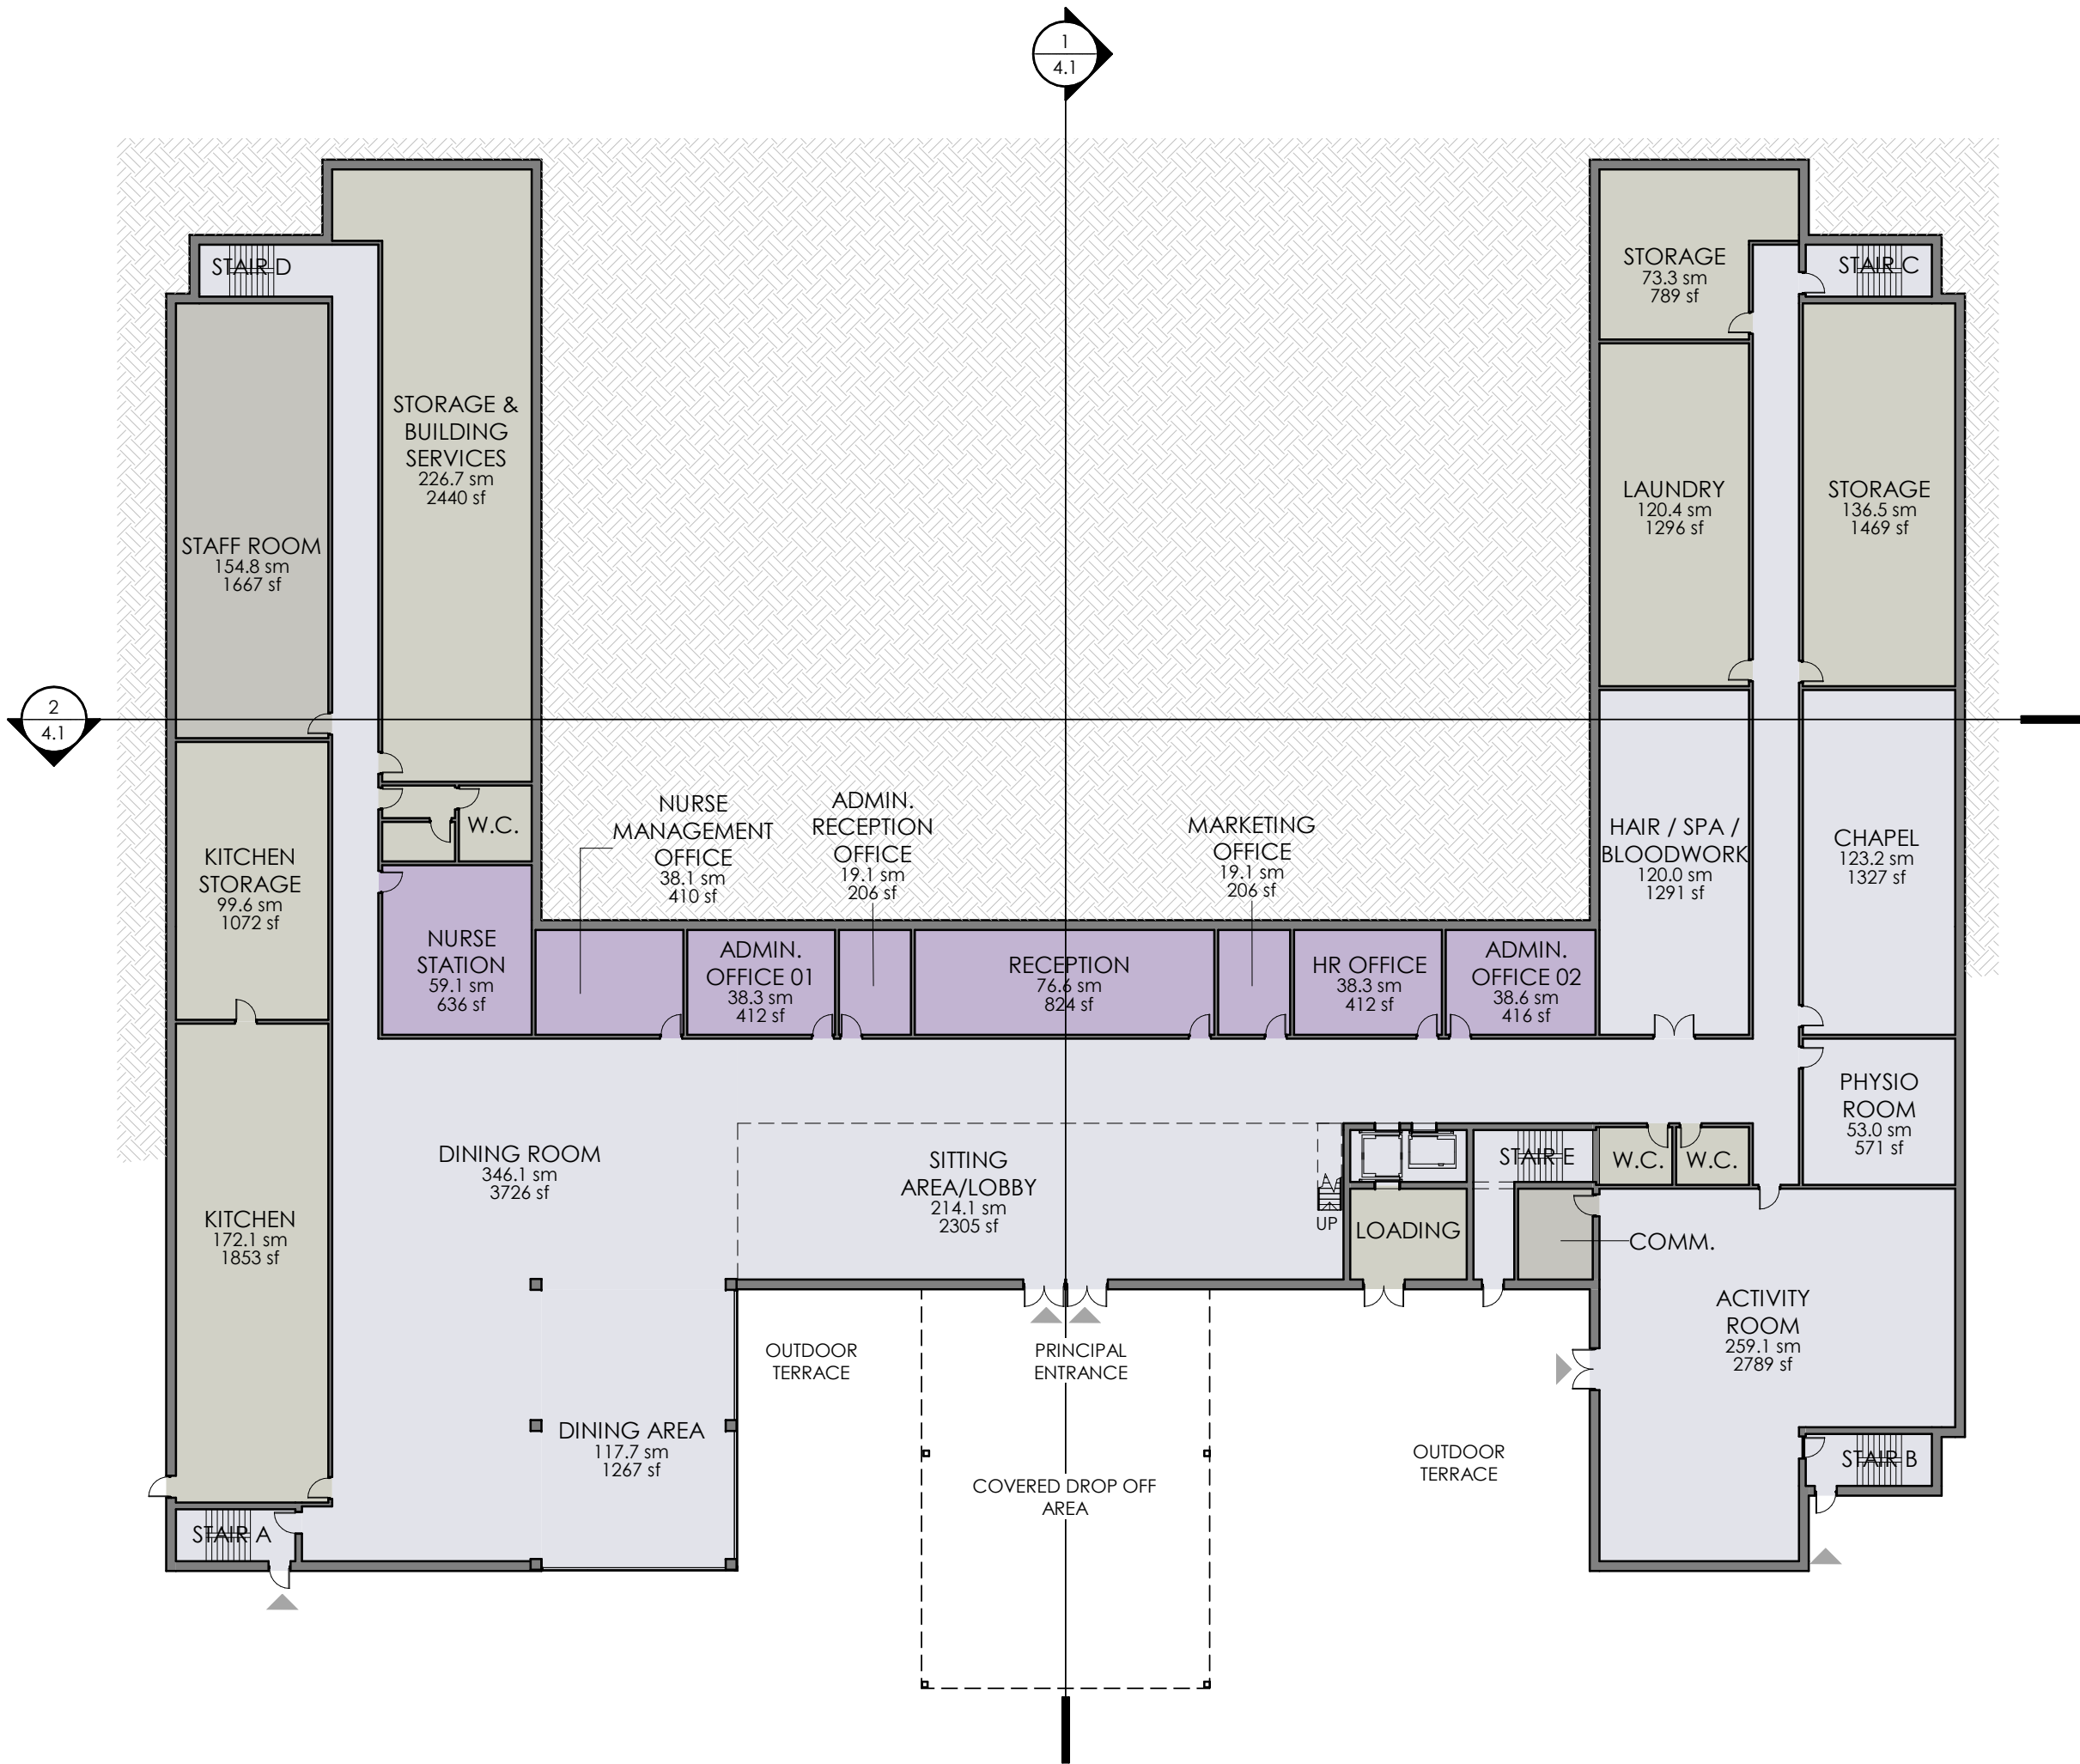 1
4.1
STAIR D
STORAGE
73.3 sm
789 sf
STAIR C
STORAGE &
BUILDING
SERVICES
226.7 sm
2440 sf
LAUNDRY
120.4 sm
1296 sf
STORAGE
136.5 sm
1469 sf
STAFF ROOM
154.8 sm
1667 sf
2
4.1
W.C.
NURSE
MANAGEMENT
OFFICE
38.1 sm
410 sf
ADMIN.
RECEPTION
OFFICE
19.1 sm
206 sf
MARKETING
OFFICE
19.1 sm
206 sf
HAIR / SPA /
BLOODWORK
120.0 sm
1291 sf
CHAPEL
123.2 sm
1327 sf
KITCHEN
STORAGE
99.6 sm
1072 sf
NURSE
STATION
59.1 sm
636 sf
ADMIN.
OFFICE 01
38.3 sm
412 sf
RECEPTION
76.6 sm
824 sf
HR OFFICE
38.3 sm
412 sf
ADMIN.
OFFICE 02
38.6 sm
416 sf
PHYSIO
ROOM
53.0 sm
571 sf
DINING ROOM
346.1 sm
3726 sf
SITTING
AREA/LOBBY
214.1 sm
2305 sf
UP
STAIR E
W.C.
W.C.
KITCHEN
172.1 sm
1853 sf
LOADING
COMM.
ACTIVITY
ROOM
259.1 sm
2789 sf
OUTDOOR
TERRACE
PRINCIPAL
ENTRANCE
DINING AREA
117.7 sm
1267 sf
OUTDOOR
TERRACE
STAIR B
COVERED DROP OFF
AREA
STAIR A